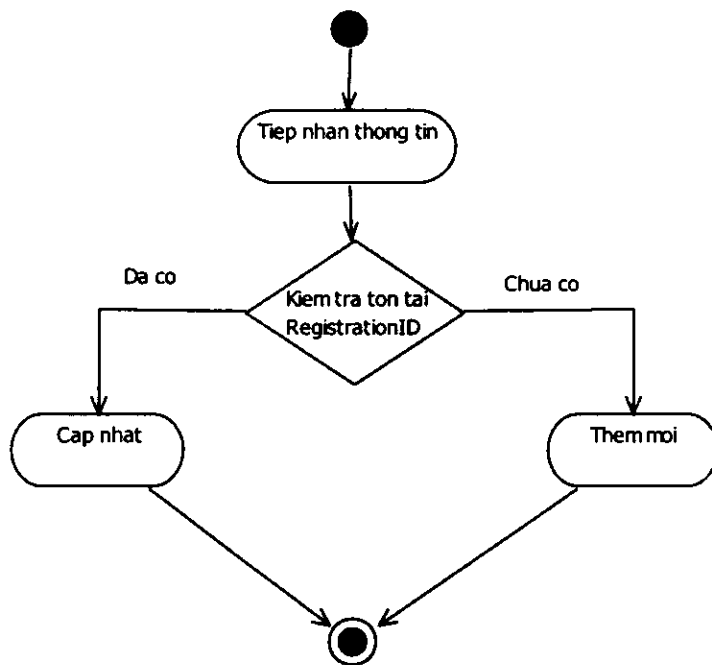 Tiep nhan thong tin
Da co
Kiem tra ton tai
RegistrationID
Chua co
Cap nhat
Them moi